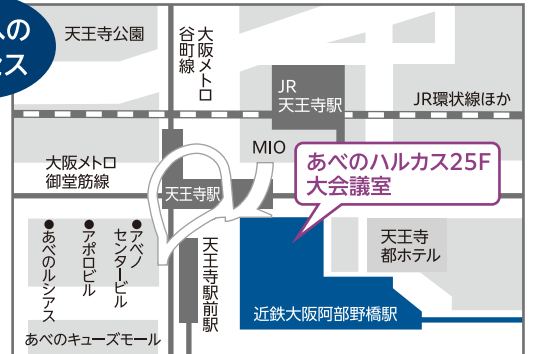 への
セス
天王寺公園
大阪メトロ
谷町線
JR
天王寺駅
JR環状線ほか
MIO
あべのハルカス25F
大会議室
大阪メトロ
御堂筋線
天王寺駅
●アベノ
センタービル
●アポロビル
●あべのルシアス
天王寺駅前駅
天王寺
都ホテル
近鉄大阪阿部野橋駅
あべのキューズモール